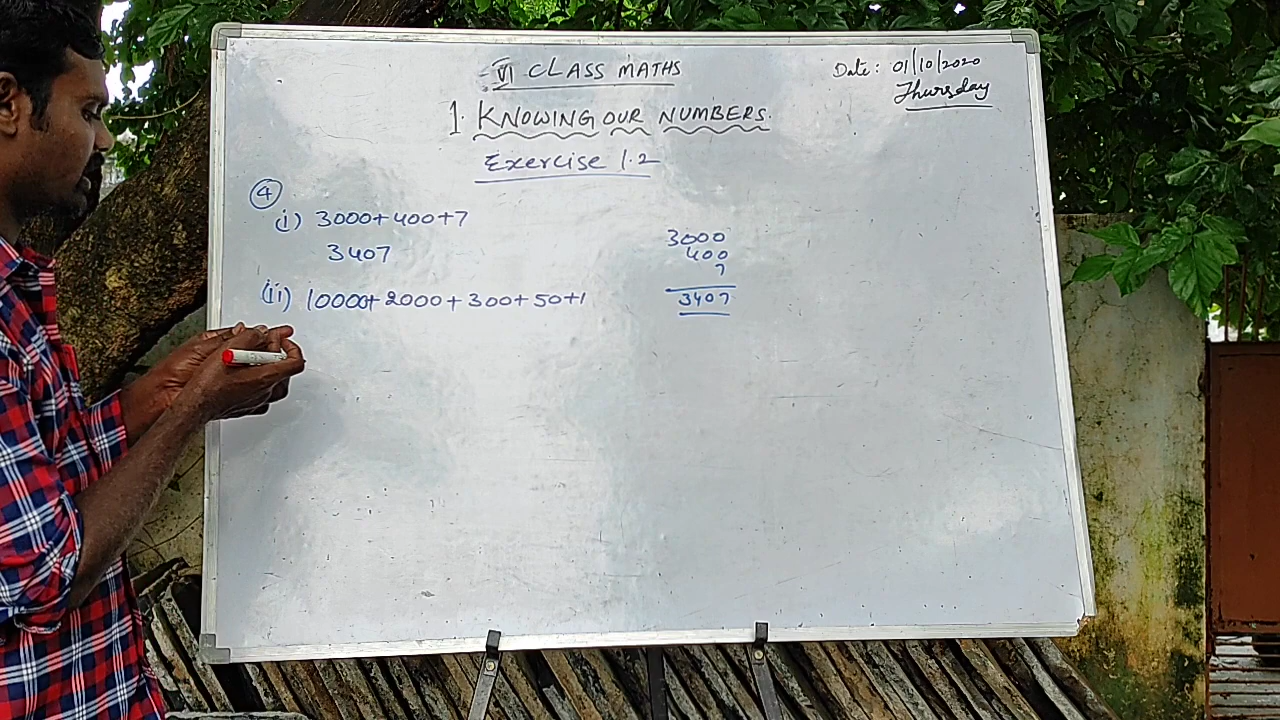 VI CLASS MATHS
Date: 01/10/2020
Thursday
1. KNOWING OUR NUMBERS.
Exercise 1.2
4
(i) 3000+400+7
3407
(ii) 10000+2000+300+50+1
3000
400
7
3407